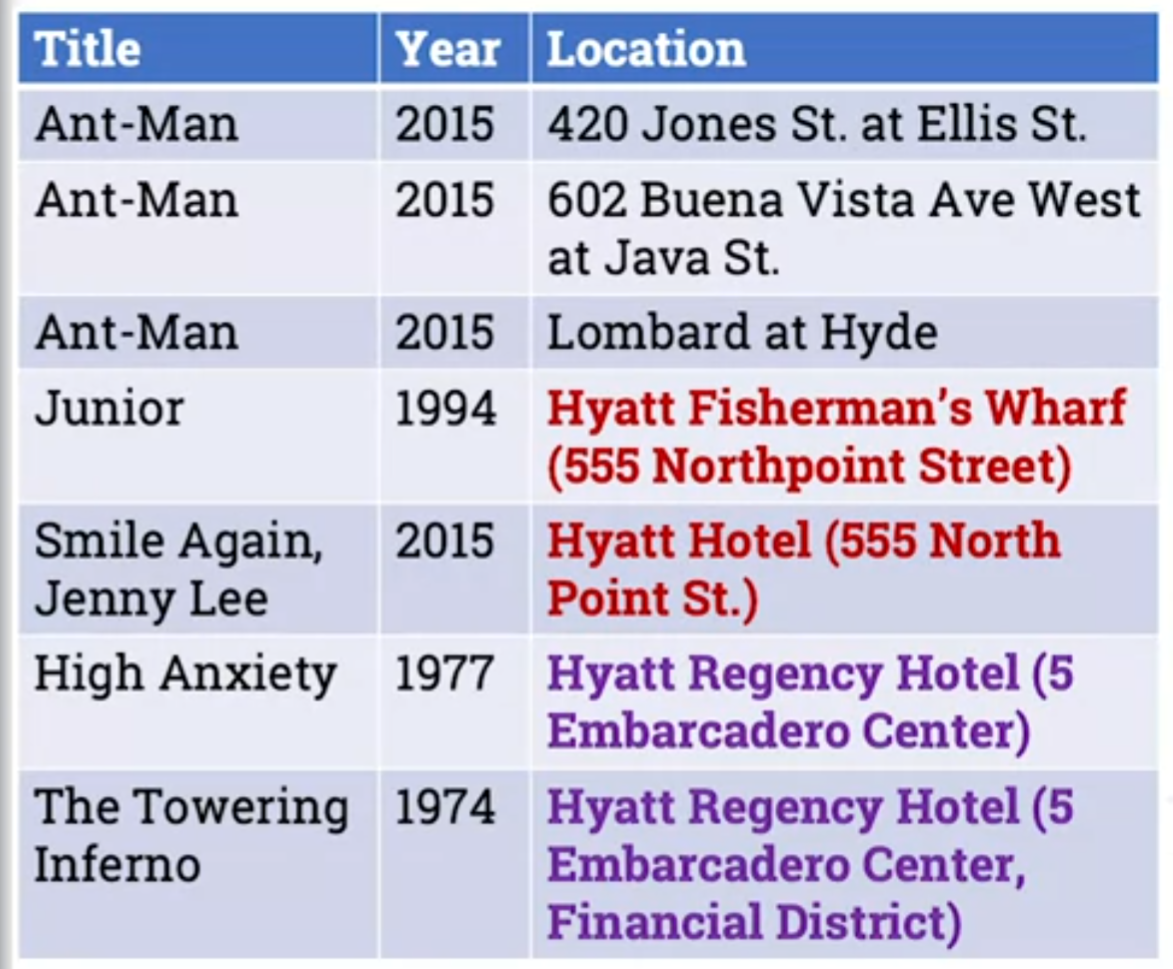 Title Year Location
Ant-Man 2015 420 Jones St. at Ellis St.
Ant-Man 2015 602 Buena Vista Ave West
at Java St.
Ant-Man 2015 Lombard at Hyde
Junior 1994 Hyatt Fisherman’s Wharf
(555 Northpoint Street)
Smile Again, 2015 Hyatt Hotel (555 North
Jenny Lee Point St.)
High Anxiety 1977 Hyatt Regency Hotel (5
Embarcadero Center)
The Towering 1974 Hyatt Regency Hotel (5
Inferno Embarcadero Center,
Financial District)